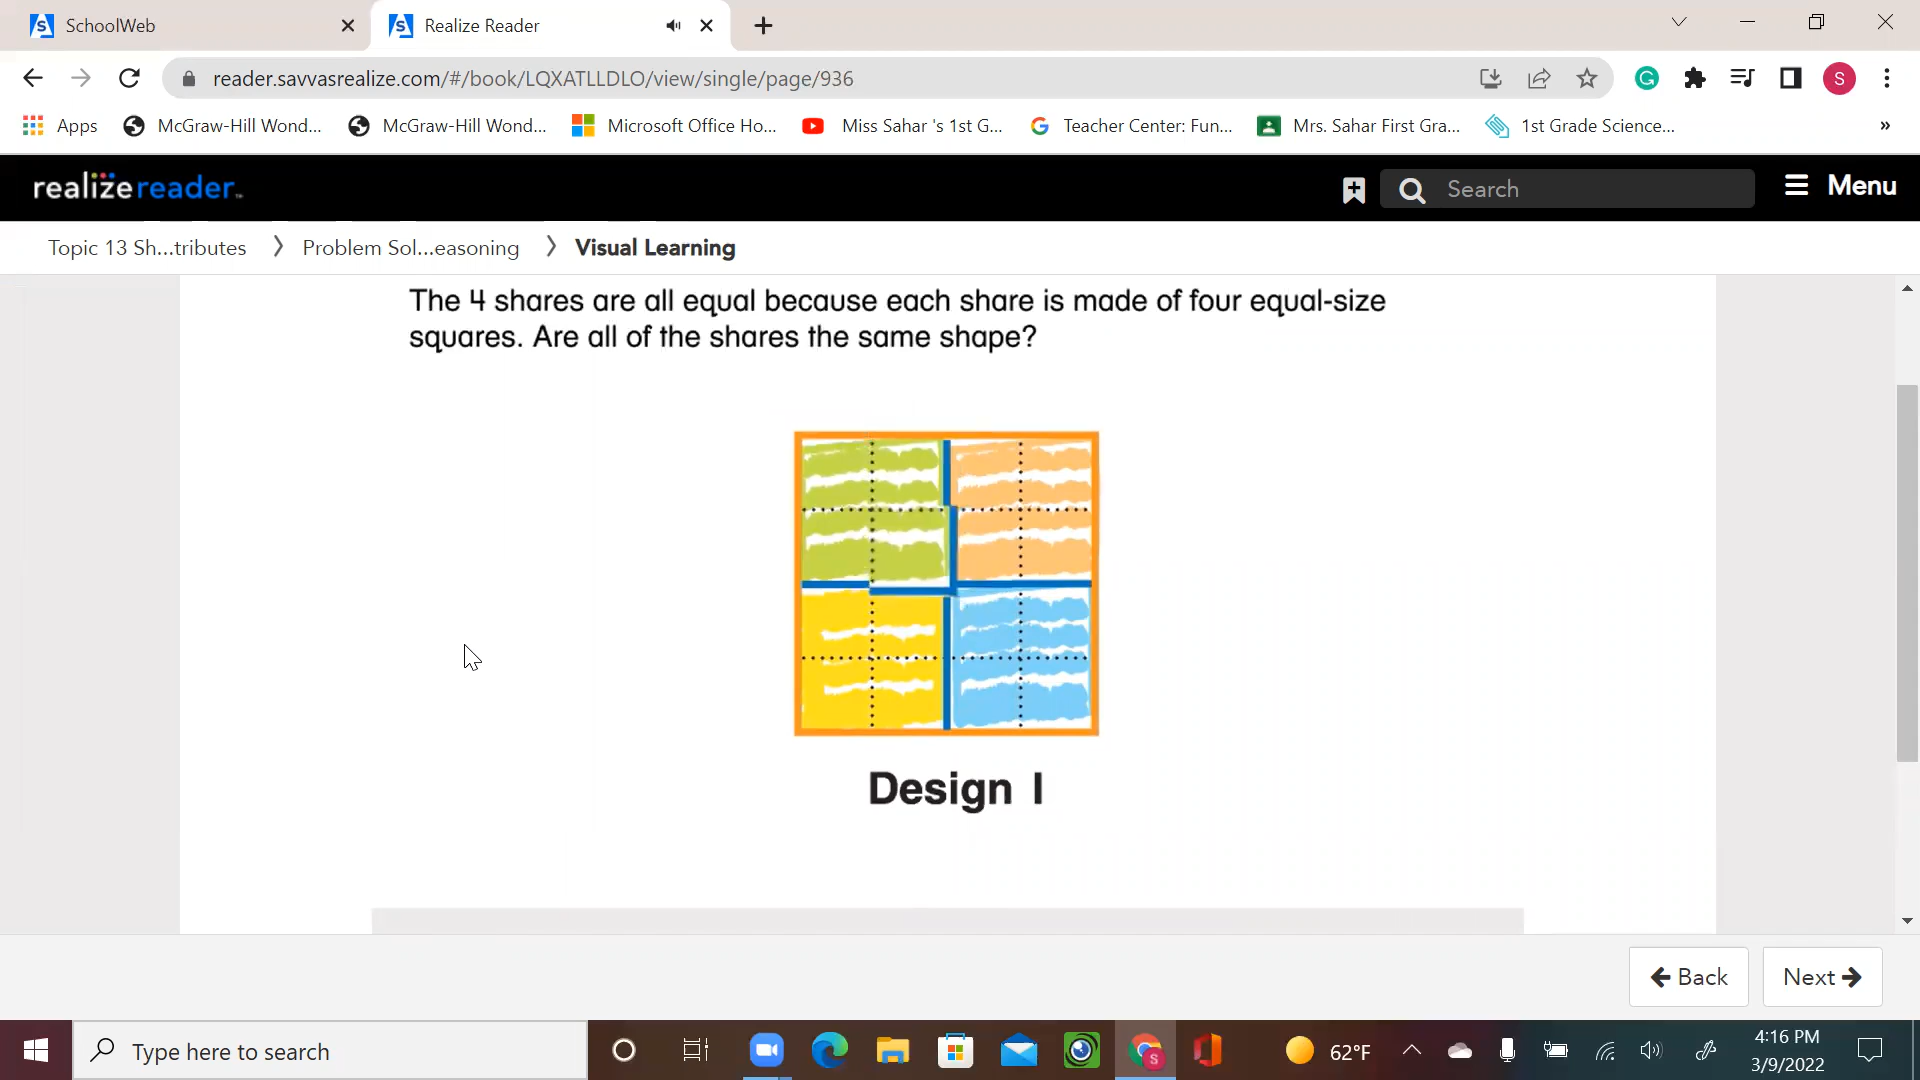 SchoolWeb
Realize Reader
reader.savvasrealize.com/#/book/LQXATLLDLO/view/single/page/936
Apps
McGraw-Hill Wond...
McGraw-Hill Wond...
Microsoft Office Ho...
Miss Sahar 's 1st G...
Teacher Center: Fun...
Mrs. Sahar First Gra...
1st Grade Science...
»
realizereader™
Search
Menu
Topic 13 Sh...tributes
Problem Sol...easoning
Visual Learning
The 4 shares are all equal because each share is made of four equal-size
squares. Are all of the shares the same shape?
Design 1
Back
Next
Type here to search
62°F
4:16 PM
3/9/2022